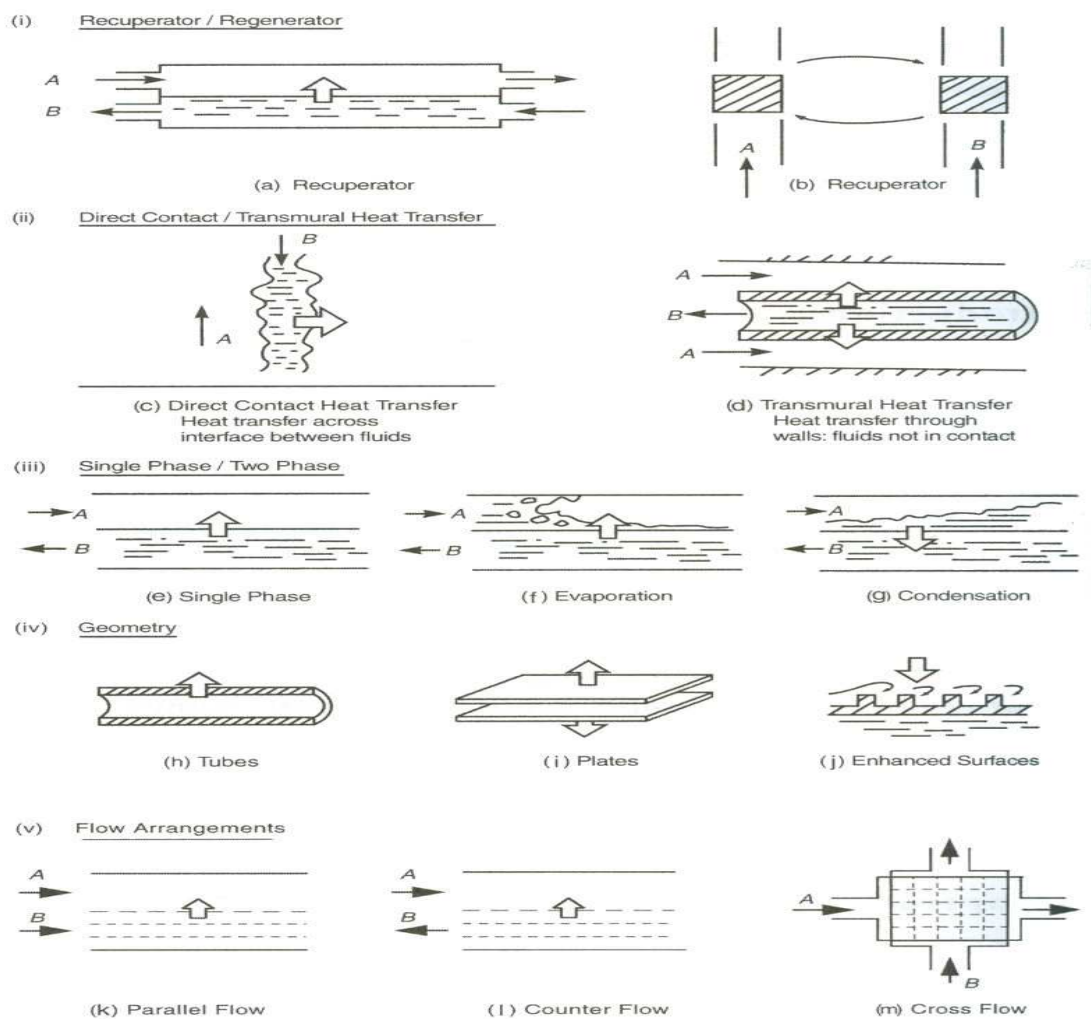 (i) Recuperator / Regenerator
A
B
A
B
(a) Recuperator
(b) Recuperator
(ii) Direct Contact / Transmural Heat Transfer
B
A
A
B
A
(c) Direct Contact Heat Transfer
Heat transfer across
interface between fluids
(d) Transmural Heat Transfer
Heat transfer through
walls: fluids not in contact
(iii) Single Phase / Two Phase
A
B
A
B
A
B
(e) Single Phase
(f) Evaporation
(g) Condensation
(iv) Geometry
(h) Tubes
(i) Plates
(j) Enhanced Surfaces
(v) Flow Arrangements
A
B
A
B
A
B
(k) Parallel Flow
(l) Counter Flow
(m) Cross Flow